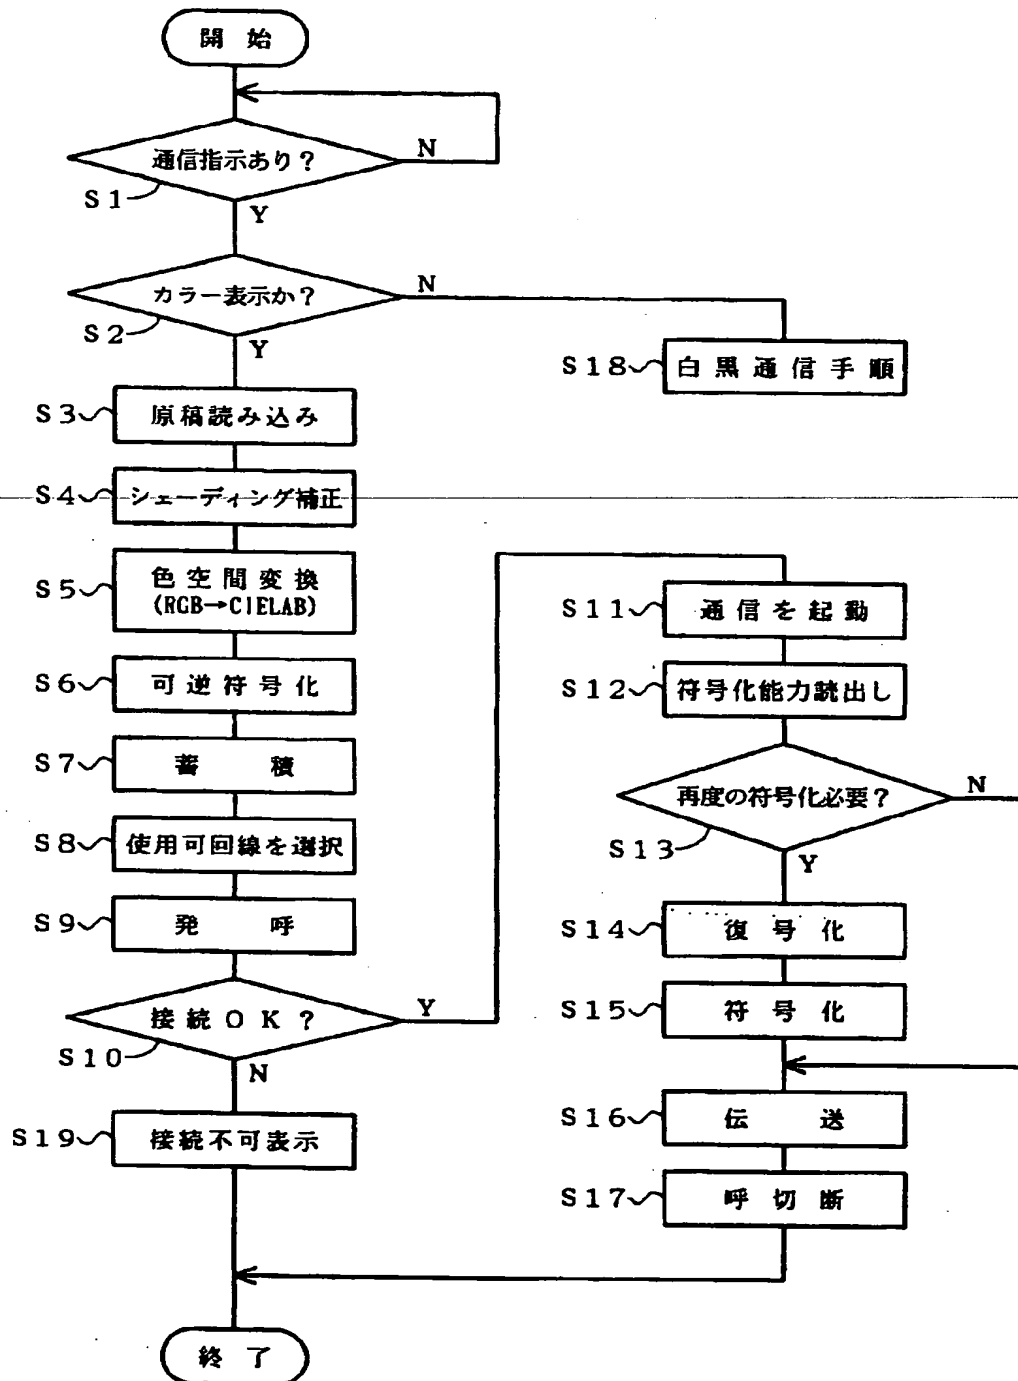 開始
通信指示あり?
N
S1
Y
カラー表示か?
N
S2
Y
S18
白黒通信手順
S3
原稿読み込み
S4
シェーディング補正
S5
色空間変換
(RGB→CIELAB)
S6
可逆符号化
S7
蓄積
S8
使用可回線を選択
S9
発呼
接続OK?
Y
S10
N
S19
接続不可表示
S11
通信を起動
S12
符号化能力読出し
再度の符号化必要?
N
S13
Y
S14
復号化
S15
符号化
S16
伝送
S17
呼切断
終了